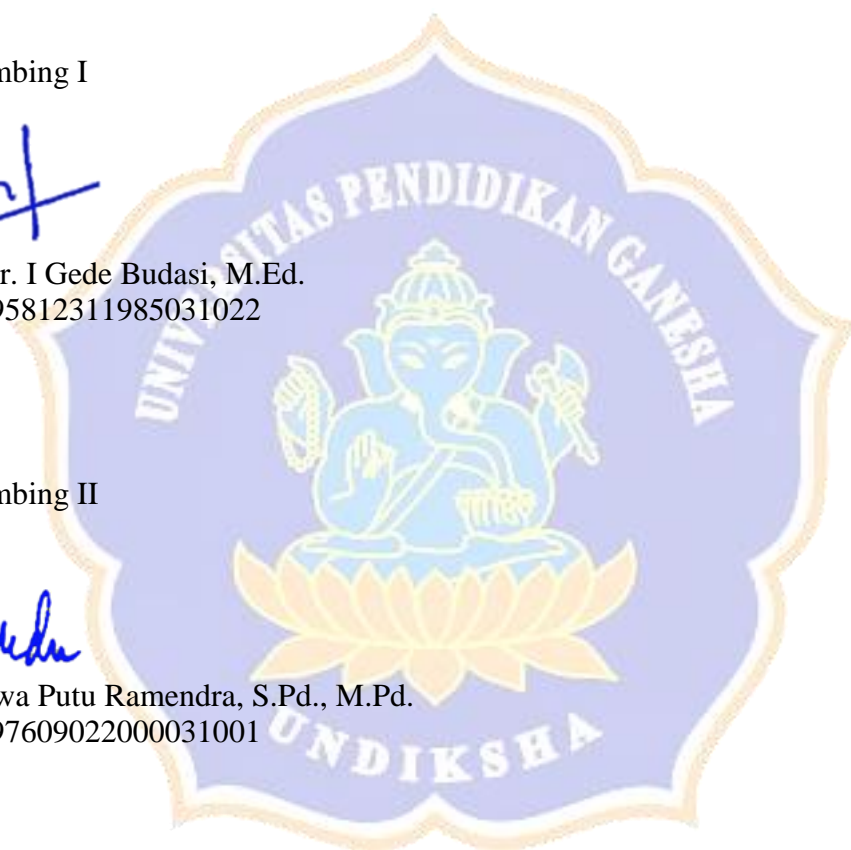 mbing I
UNIVERSITAS PENDIDIKAN GANESHA
r. I Gede Budasi, M.Ed.
95812311985031022
mbing II
wa Putu Ramendra, S.Pd., M.Pd.
97609022000031001
UNDIKSHA